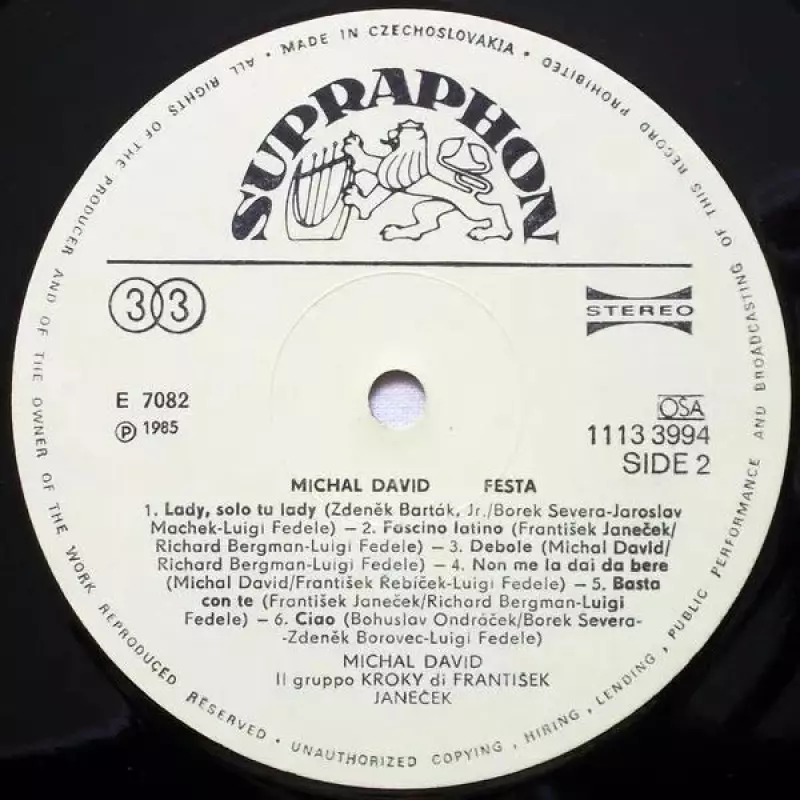 • MADE IN CZECHOSLOVAKIA •
ALL RIGHTS OF THE PRODUCER AND OF THE OWNER OF THE WORK REPRODUCED RESERVED • UNAUTHORIZED COPYING, HIRING, LENDING, PUBLIC PERFORMANCE AND BROADCASTING OF THIS RECORD PROHIBITED
SUPRAPHON
33
STEREO
E 7082
Ⓟ 1985
OSA
1113 3994
SIDE 2
MICHAL DAVID FESTA
1. Lady, solo tu lady (Zdeněk Barták, Jr./Borek Severa-Jaroslav
Machek-Luigi Fedele) – 2. Fascino latino (František Janeček/
Richard Bergman-Luigi Fedele) – 3. Debole (Michal David/
Richard Bergman-Luigi Fedele) – 4. Non me la dai da bere
(Michal David/František Řebíček-Luigi Fedele) – 5. Basta
con te (František Janeček/Richard Bergman-Luigi
Fedele) – 6. Ciao (Bohuslav Ondráček/Borek Severa-
-Zdeněk Borovec-Luigi Fedele)
MICHAL DAVID
Il gruppo KROKY di FRANTIŠEK
JANEČEK